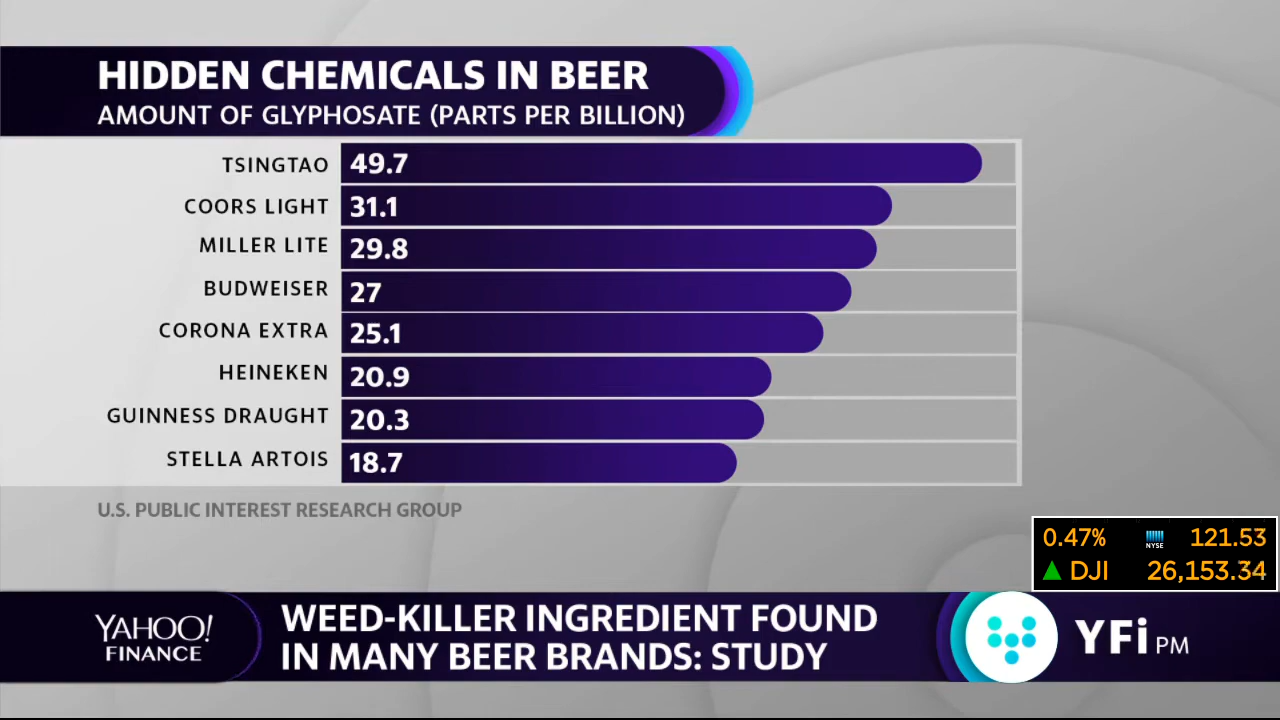 HIDDEN CHEMICALS IN BEER
AMOUNT OF GLYPHOSATE (PARTS PER BILLION)
TSINGTAO 49.7
COORS LIGHT 31.1
MILLER LITE 29.8
BUDWEISER 27
CORONA EXTRA 25.1
HEINEKEN 20.9
GUINNESS DRAUGHT 20.3
STELLA ARTOIS 18.7
U.S. PUBLIC INTEREST RESEARCH GROUP
0.47% NYSE 121.53
DJI 26,153.34
YAHOO!
FINANCE
WEED-KILLER INGREDIENT FOUND
IN MANY BEER BRANDS: STUDY
YFi PM